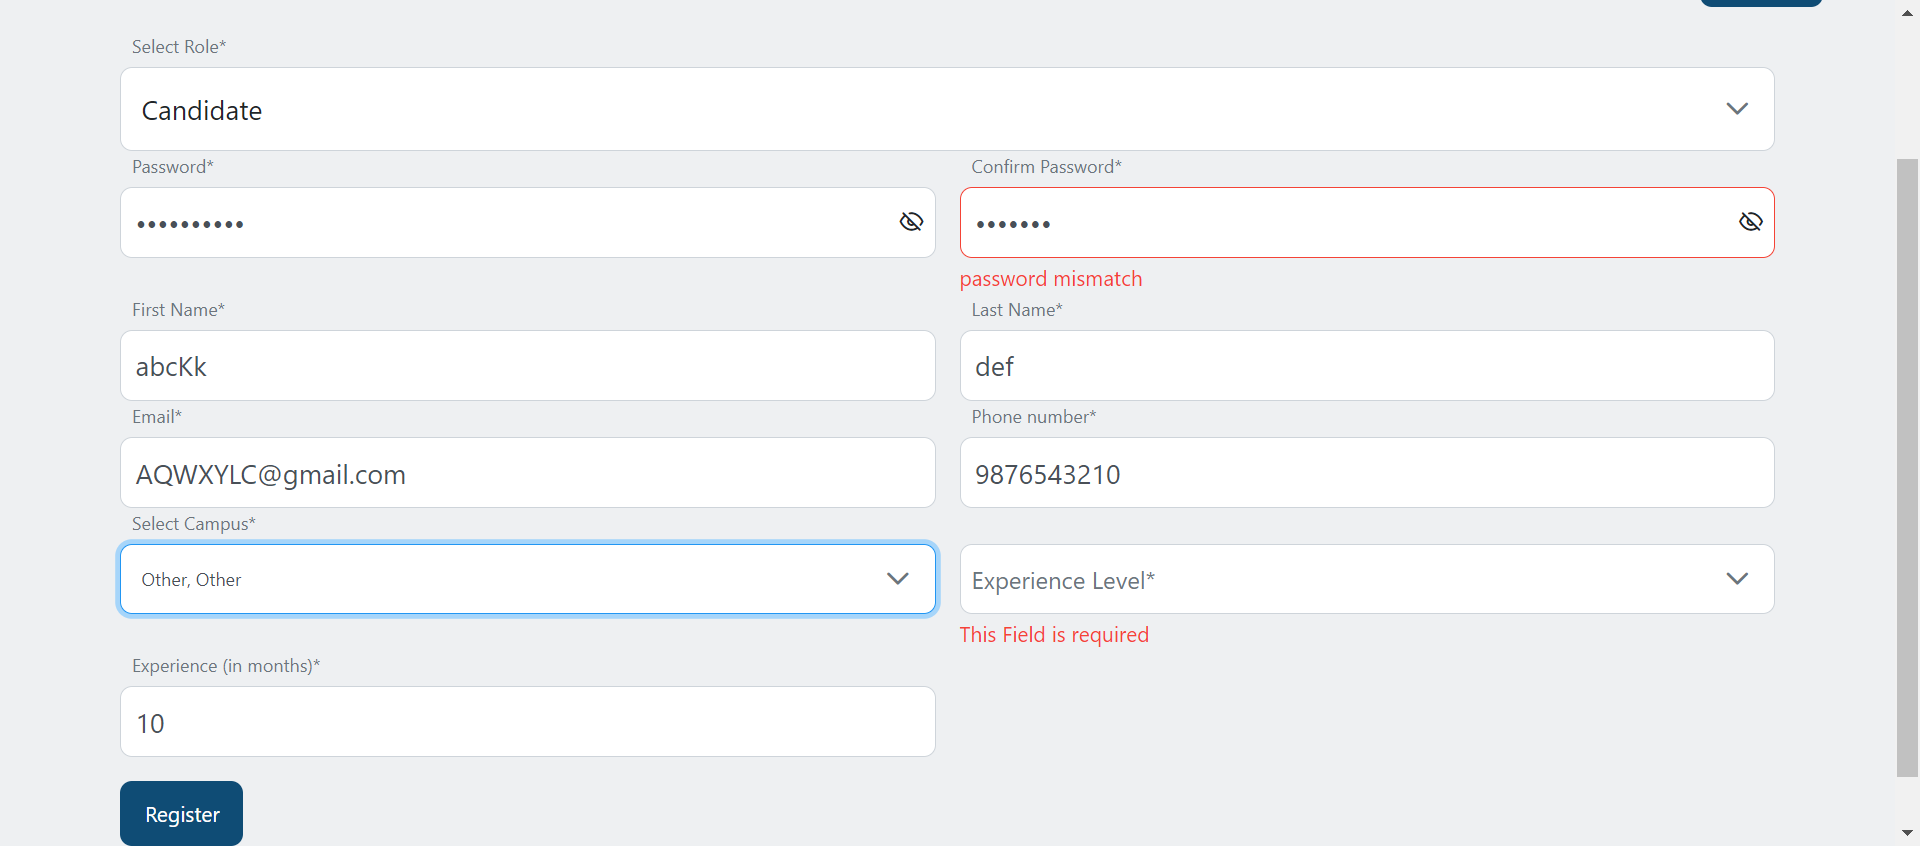 Select Role*
Candidate
Password*
Confirm Password*
••••••••••
•••••••
password mismatch
First Name*
Last Name*
abcKk
def
Email*
Phone number*
AQWXYLC@gmail.com
9876543210
Select Campus*
Other, Other
Experience Level*
This Field is required
Experience (in months)*
10
Register